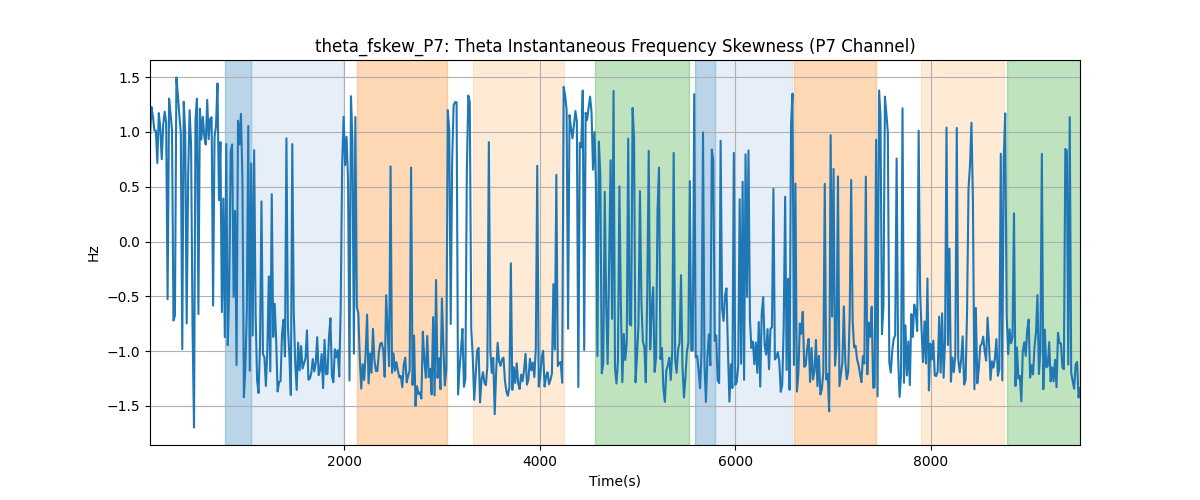 theta_fskew_P7: Theta Instantaneous Frequency Skewness (P7 Channel)
1.5
1.0
0.5
0.0
−0.5
−1.0
−1.5
Hz
2000 4000 6000 8000
Time(s)